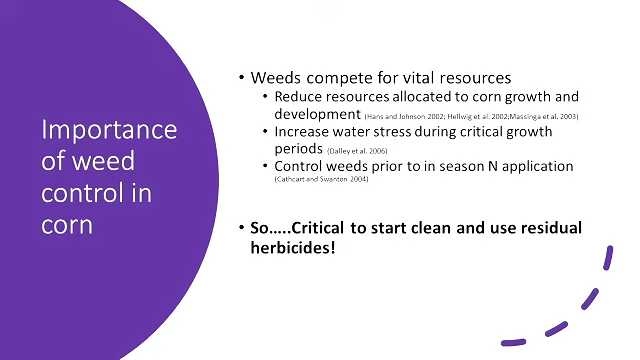 Importance
of weed
control in
corn
• Weeds compete for vital resources
• Reduce resources allocated to corn growth and
development (Hans and Johnson 2002; Hellwig et al. 2002;Massinga et al. 2003)
• Increase water stress during critical growth
periods (Dalley et al. 2006)
• Control weeds prior to in season N application
(Cathcart and Swanton 2004)
• So…..Critical to start clean and use residual
herbicides!